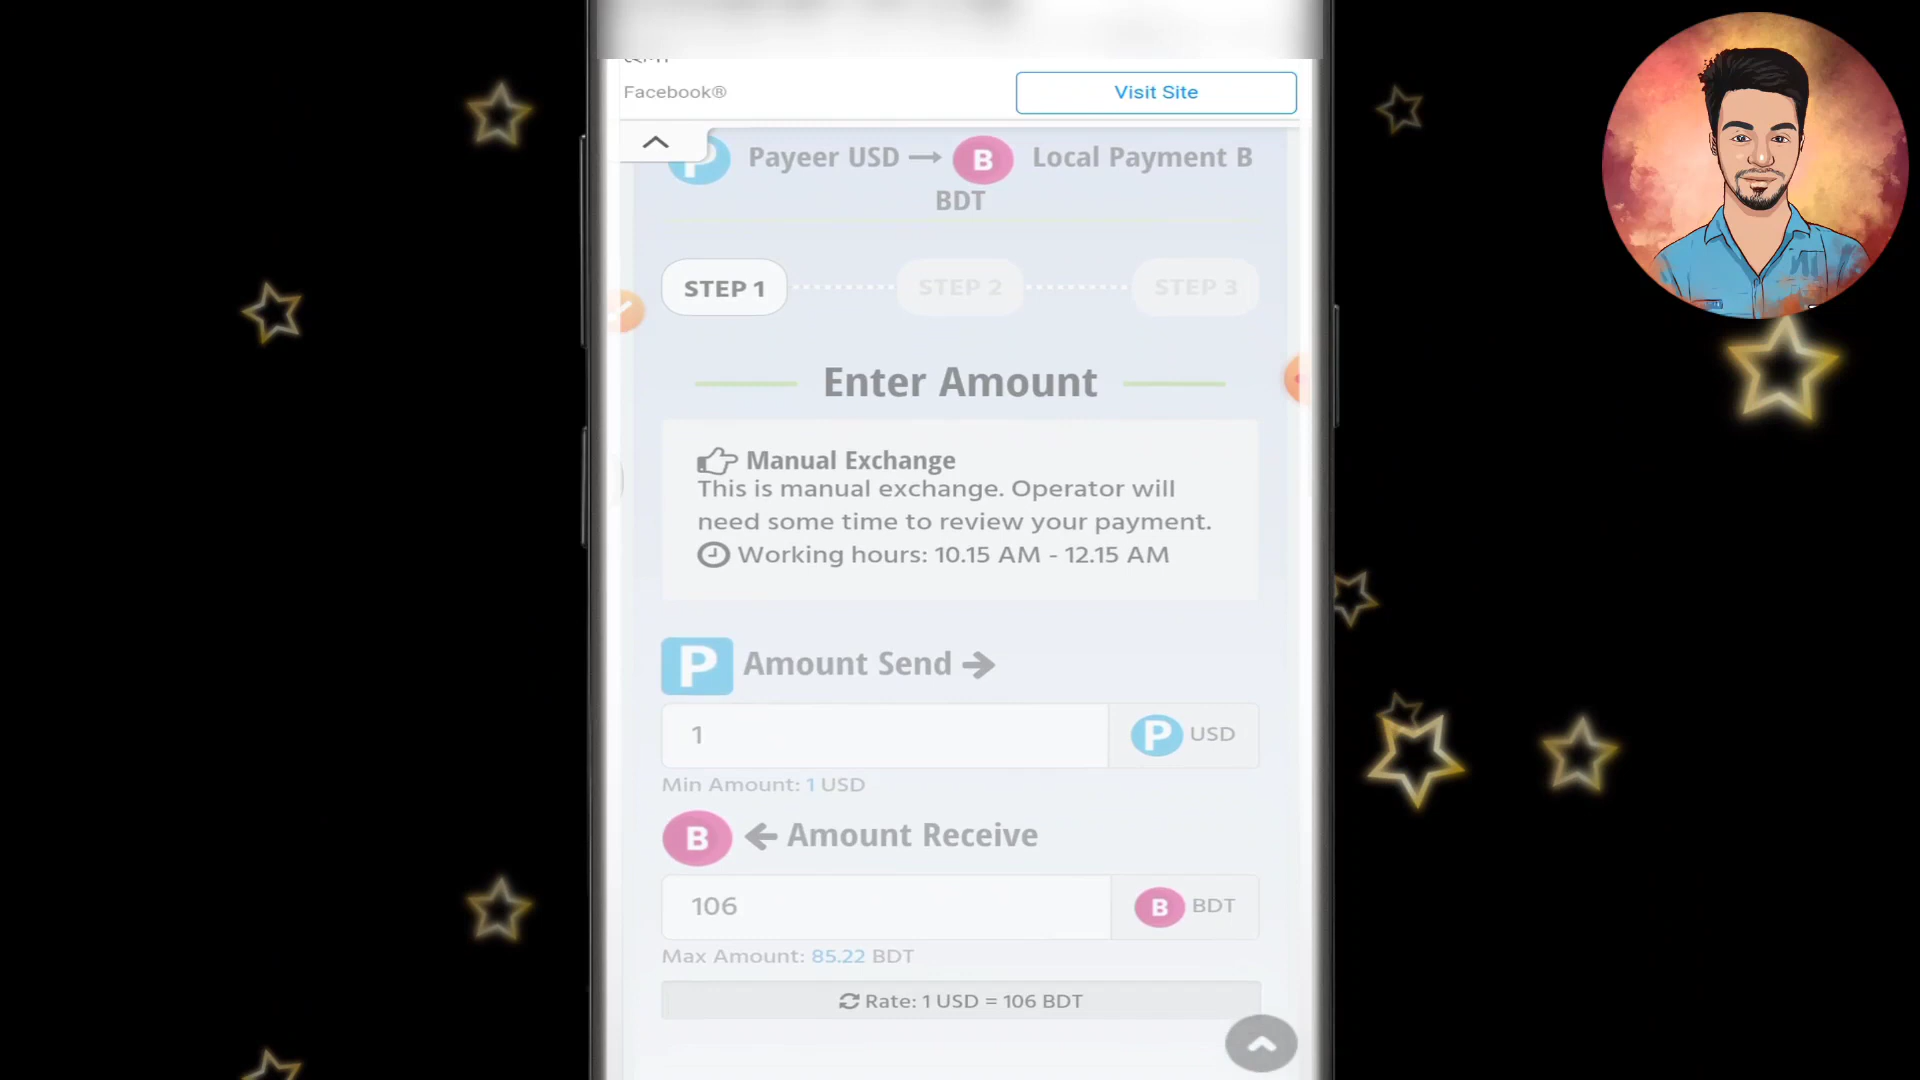 Facebook®
Visit Site
P Payeer USD → B Local Payment B
BDT
STEP 1
STEP 2
STEP 3
Enter Amount
Manual Exchange
This is manual exchange. Operator will
need some time to review your payment.
Working hours: 10.15 AM - 12.15 AM
P Amount Send →
1
P USD
Min Amount: 1 USD
B ← Amount Receive
106
B BDT
Max Amount: 85.22 BDT
Rate: 1 USD = 106 BDT